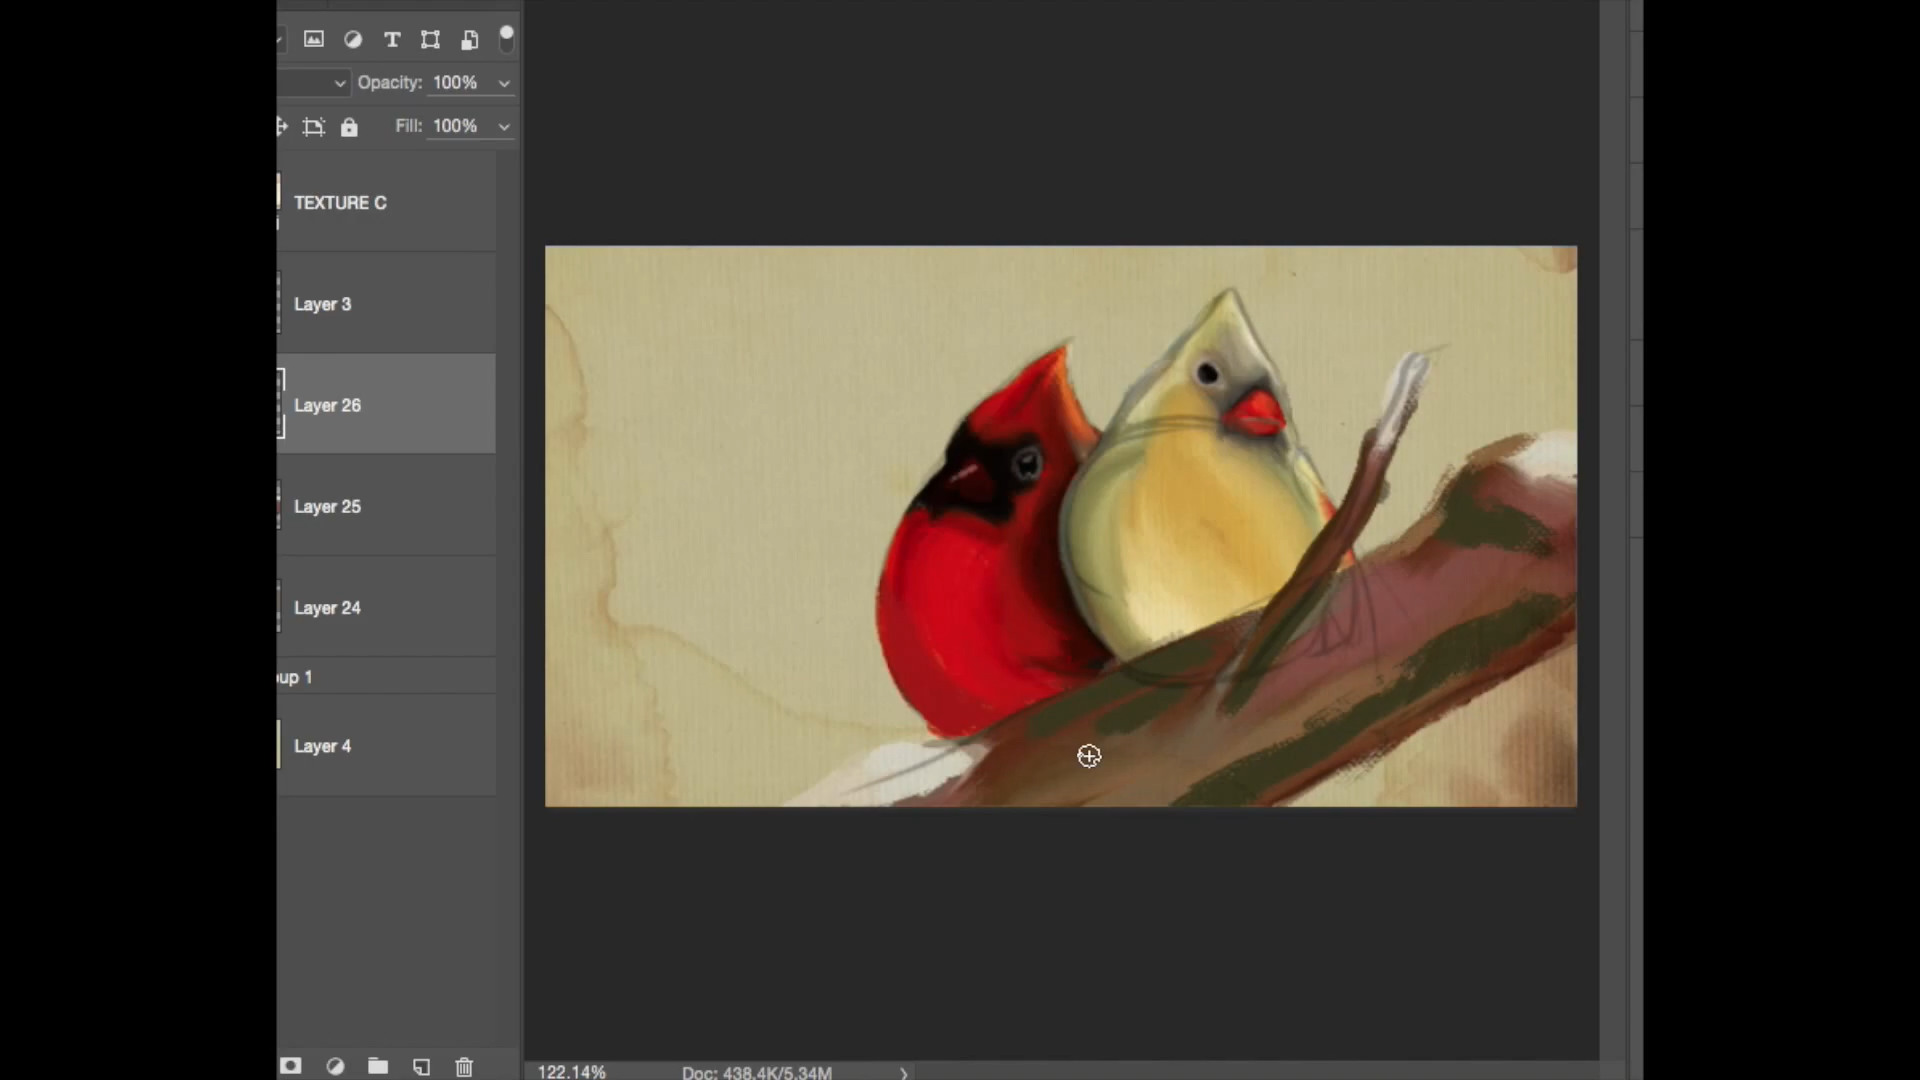 Opacity: 100%
Fill: 100%
TEXTURE C
Layer 3
Layer 26
Layer 25
Layer 24
oup 1
Layer 4
122.14% Doc: 438.4K/5.34M